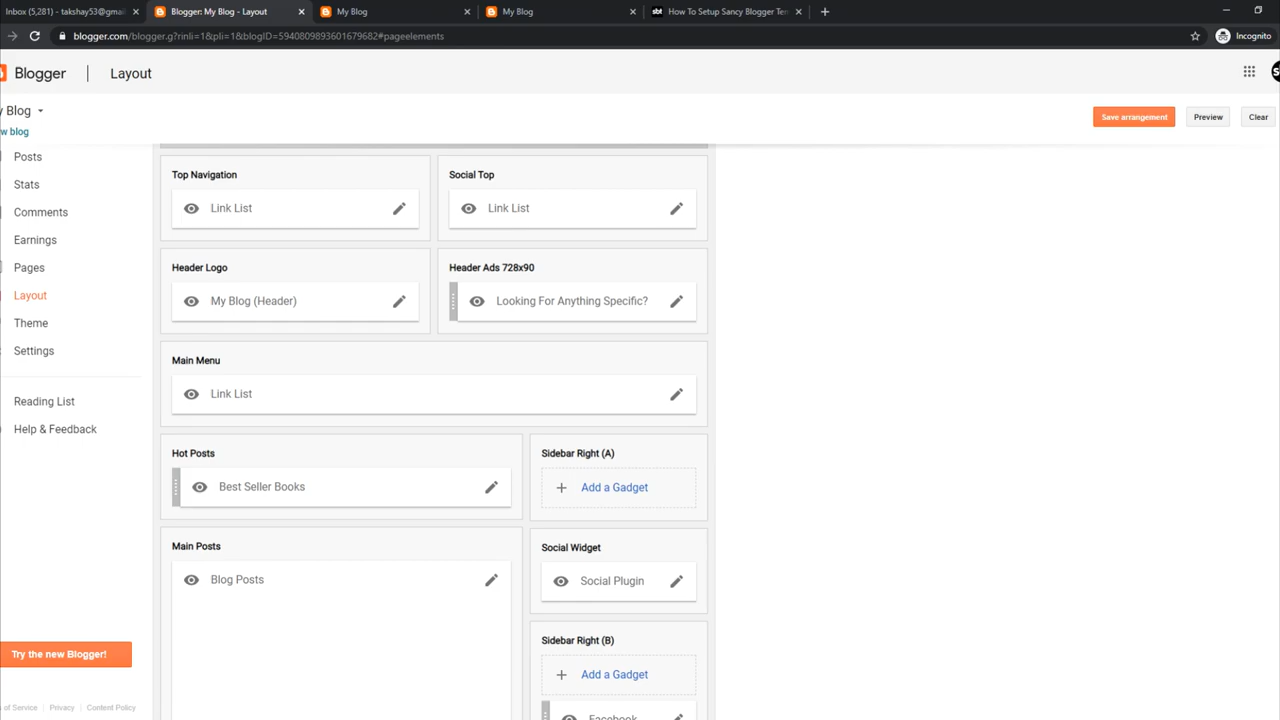 Inbox (5,281) - takshay53@gmail
Blogger: My Blog - Layout
My Blog
My Blog
sbt How To Setup Sancy Blogger Ten
blogger.com/blogger.g?rinli=1&pli=1&blogID=5940809893601679682#pageelements
Incognito
Blogger
Layout
y Blog
w blog
Save arrangement
Preview
Clear
Posts
Stats
Comments
Earnings
Pages
Layout
Theme
Settings
Reading List
Help & Feedback
Try the new Blogger!
s of Service
Privacy
Content Policy
Top Navigation
Link List
Social Top
Link List
Header Logo
My Blog (Header)
Header Ads 728x90
Looking For Anything Specific?
Main Menu
Link List
Hot Posts
Best Seller Books
Sidebar Right (A)
Add a Gadget
Main Posts
Blog Posts
Social Widget
Social Plugin
Sidebar Right (B)
Add a Gadget
Facebook